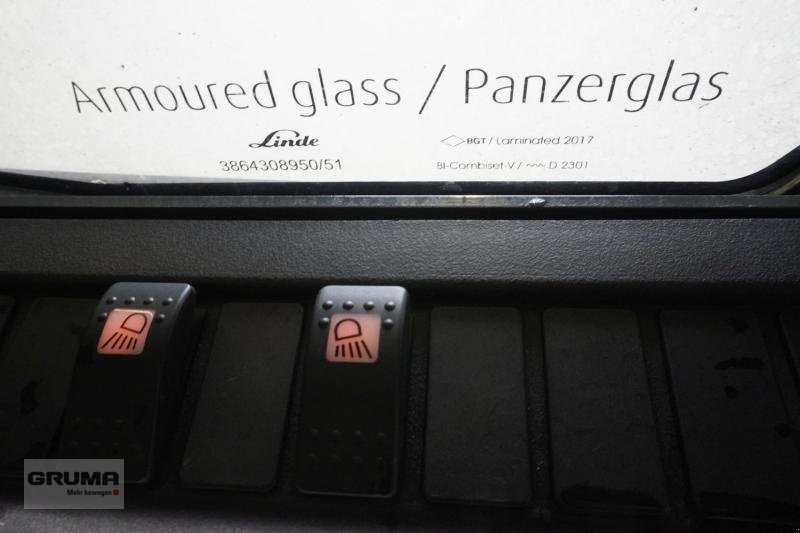 Armoured glass / Panzerglas
Linde
3864308950/51
BGT / Laminated 2017
BI-Combiset-V / D 2301
GRUMA
Mehr bewegen